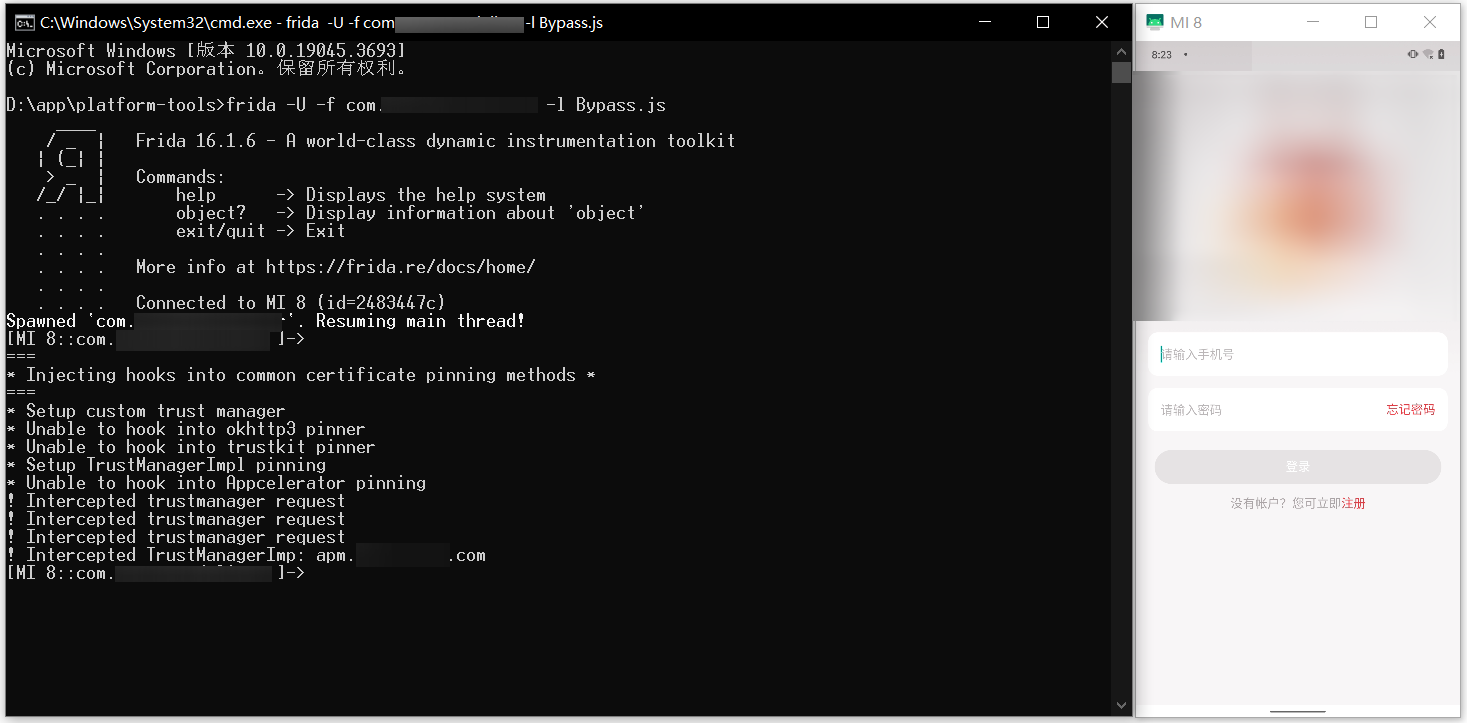 C:\Windows\System32\cmd.exe - frida -U -f com -l Bypass.js
Microsoft Windows [版本 10.0.19045.3693]
(c) Microsoft Corporation。保留所有权利。
D:\app\platform-tools>frida -U -f com. -l Bypass.js
Frida 16.1.6 - A world-class dynamic instrumentation toolkit
Commands:
help -> Displays the help system
object? -> Display information about 'object'
exit/quit -> Exit
More info at https://frida.re/docs/home/
Connected to MI 8 (id=2483447c)
Spawned `com. `. Resuming main thread!
[MI 8::com. ]->
===
* Injecting hooks into common certificate pinning methods *
===
* Setup custom trust manager
* Unable to hook into okhttp3 pinner
* Unable to hook into trustkit pinner
* Setup TrustManagerImpl pinning
* Unable to hook into Appcelerator pinning
! Intercepted trustmanager request
! Intercepted trustmanager request
! Intercepted trustmanager request
! Intercepted TrustManagerImp: apm. .com
[MI 8::com. ]->
MI 8
8:23
请输入手机号
请输入密码 忘记密码
登录
没有帐户？您可立即注册